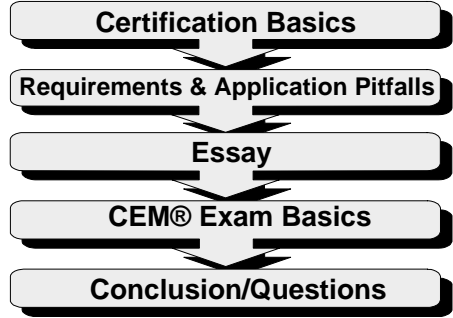 Certification Basics
Requirements & Application Pitfalls
Essay
CEM® Exam Basics
Conclusion/Questions